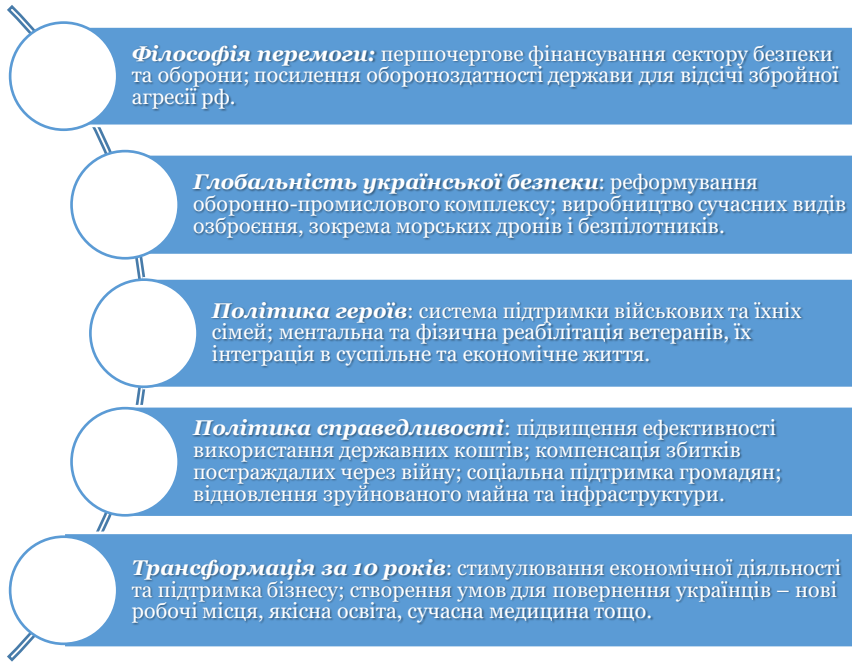 Філософія перемоги: першочергове фінансування сектору безпеки
та оборони; посилення обороноздатності держави для відсічі збройної
агресії рф.
Глобальність української безпеки: реформування
оборонно-промислового комплексу; виробництво сучасних видів
озброєння, зокрема морських дронів і безпілотників.
Політика героїв: система підтримки військових та їхніх
сімей; ментальна та фізична реабілітація ветеранів, їх
інтеграція в суспільне та економічне життя.
Політика справедливості: підвищення ефективності
використання державних коштів; компенсація збитків
постраждалих через війну; соціальна підтримка громадян;
відновлення зруйнованого майна та інфраструктури.
Трансформація за 10 років: стимулювання економічної діяльності
та підтримка бізнесу; створення умов для повернення українців – нові
робочі місця, якісна освіта, сучасна медицина тощо.